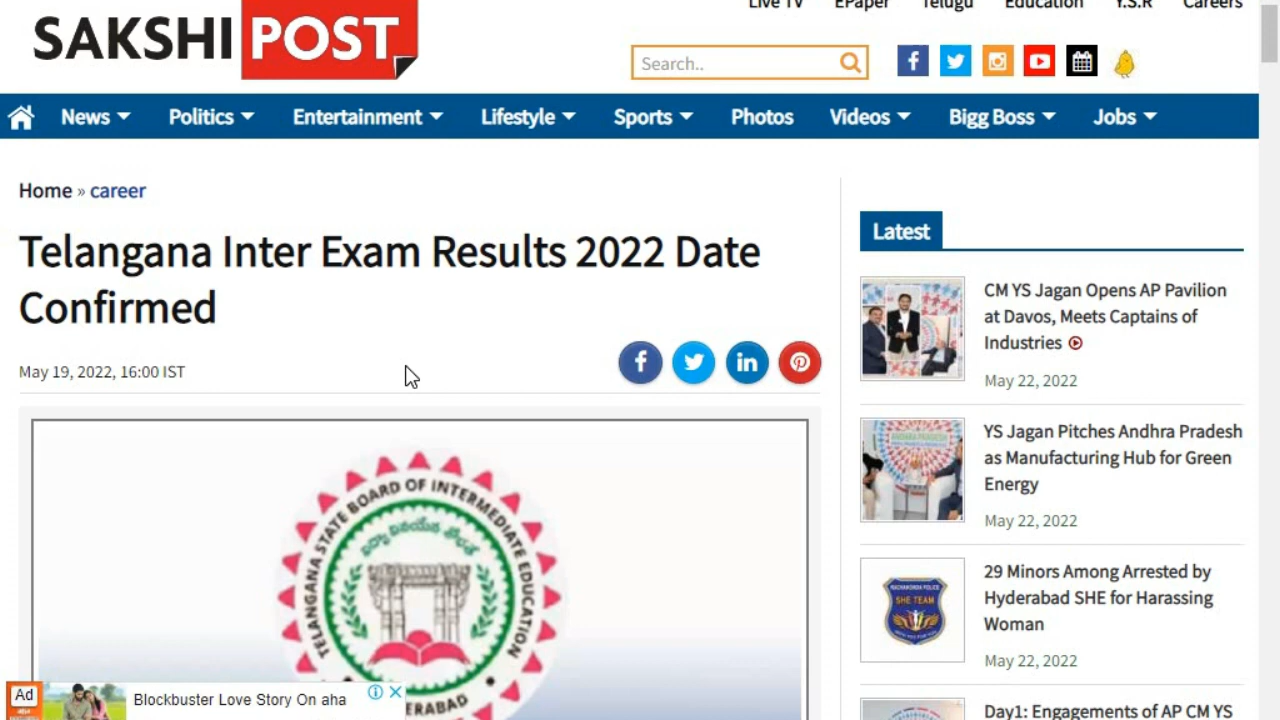 Live TV EPaper Telugu Education Y.S.R Careers
SAKSHI POST
Search..
News Politics Entertainment Lifestyle Sports Photos Videos Bigg Boss Jobs
Home » career
Telangana Inter Exam Results 2022 Date
Confirmed
May 19, 2022, 16:00 IST
TELANGANA STATE BOARD OF INTERMEDIATE EDUCATION
ERABAD
Ad
Blockbuster Love Story On aha
Latest
CM YS Jagan Opens AP Pavilion
at Davos, Meets Captains of
Industries
May 22, 2022
YS Jagan Pitches Andhra Pradesh
as Manufacturing Hub for Green
Energy
May 22, 2022
SHE TEAM
29 Minors Among Arrested by
Hyderabad SHE for Harassing
Woman
May 22, 2022
Day1: Engagements of AP CM YS